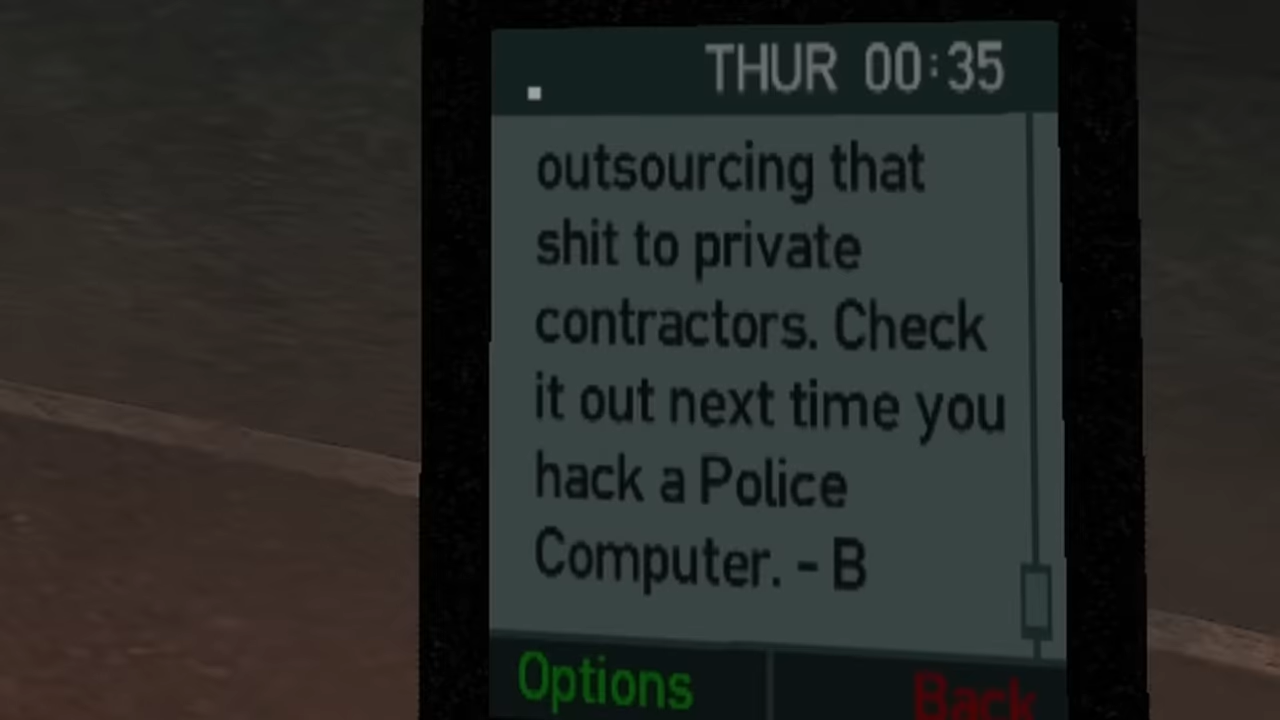 THUR 00:35
outsourcing that
shit to private
contractors. Check
it out next time you
hack a Police
Computer. - B
Options
Back